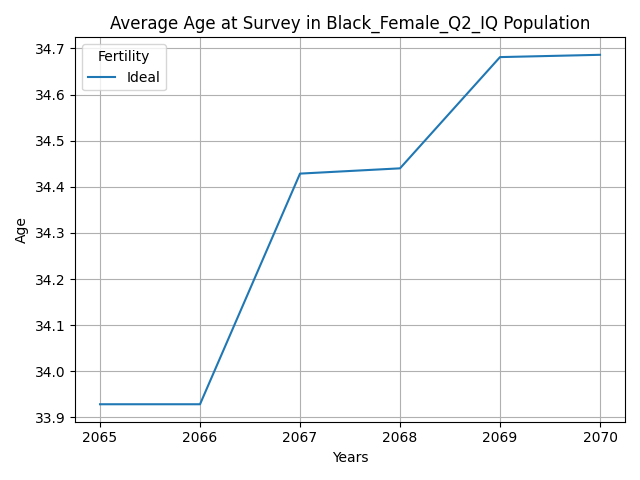 Average Age at Survey in Black_Female_Q2_IQ Population
Fertility
Ideal
Age
34.7
34.6
34.5
34.4
34.3
34.2
34.1
34.0
33.9
2065 2066 2067 2068 2069 2070
Years